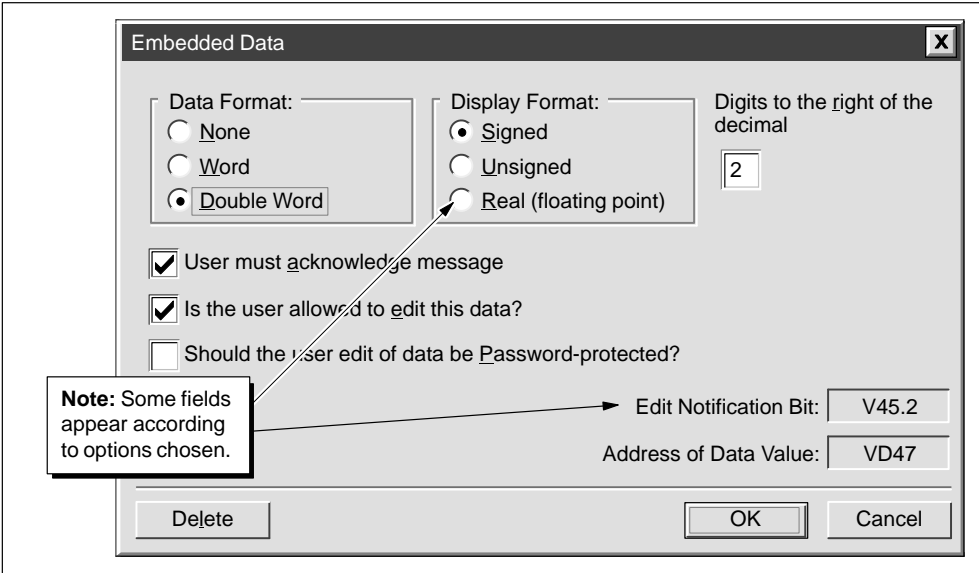 Embedded Data
X
Data Format:
None
Word
Double Word
Display Format:
Signed
Unsigned
Real (floating point)
Digits to the right of the
decimal
2
User must acknowledge message
Is the user allowed to edit this data?
Should the user edit of data be Password-protected?
Note: Some fields
appear according
to options chosen.
Edit Notification Bit: V45.2
Address of Data Value: VD47
Delete
OK
Cancel